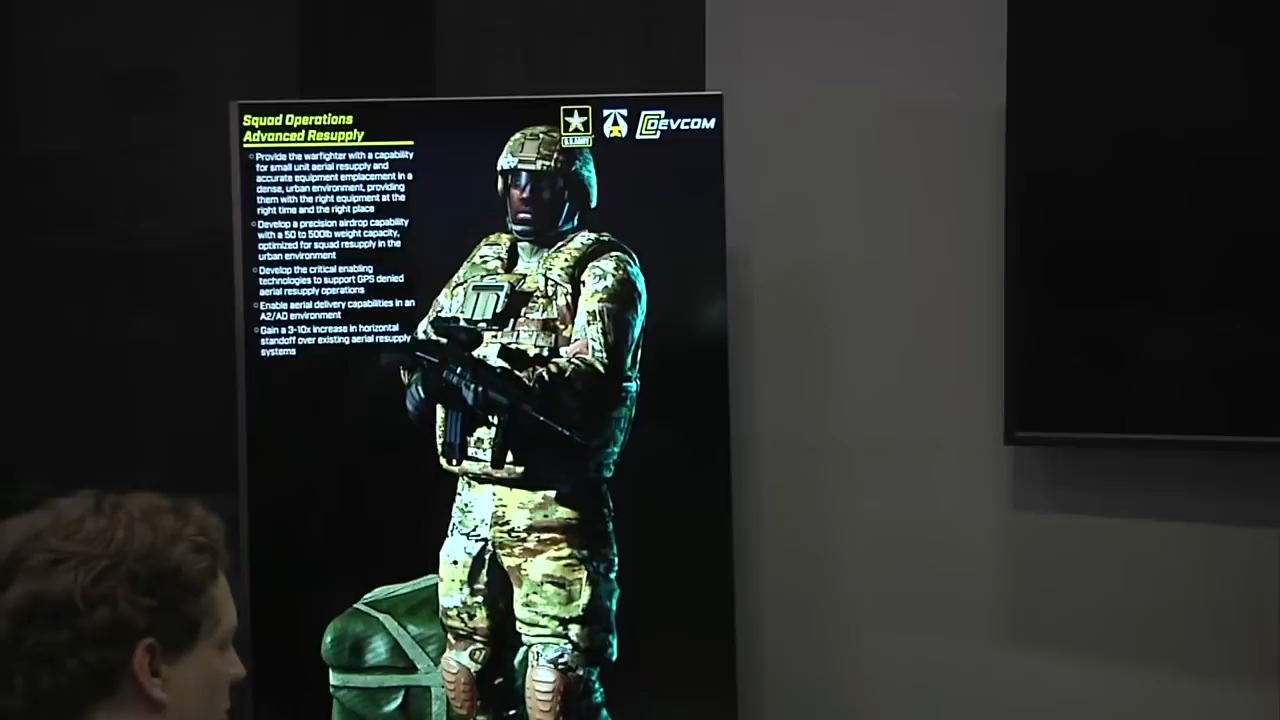 Squad Operations
Advanced Resupply
Provide the warfighter with a capability
for small unit aerial resupply and
accurate equipment emplacement in a
dense, urban environment, providing
them with the right equipment at the
right time and the right place
Develop a precision airdrop capability
with a 50 to 500lb weight capacity,
optimized for squad resupply in the
urban environment
Develop the critical enabling
technologies to support GPS denied
aerial resupply operations
Enable aerial delivery capabilities in an
A2/AD environment
Gain a 3-10x increase in horizontal
standoff over existing aerial resupply
systems
U.S. ARMY
DEVCOM